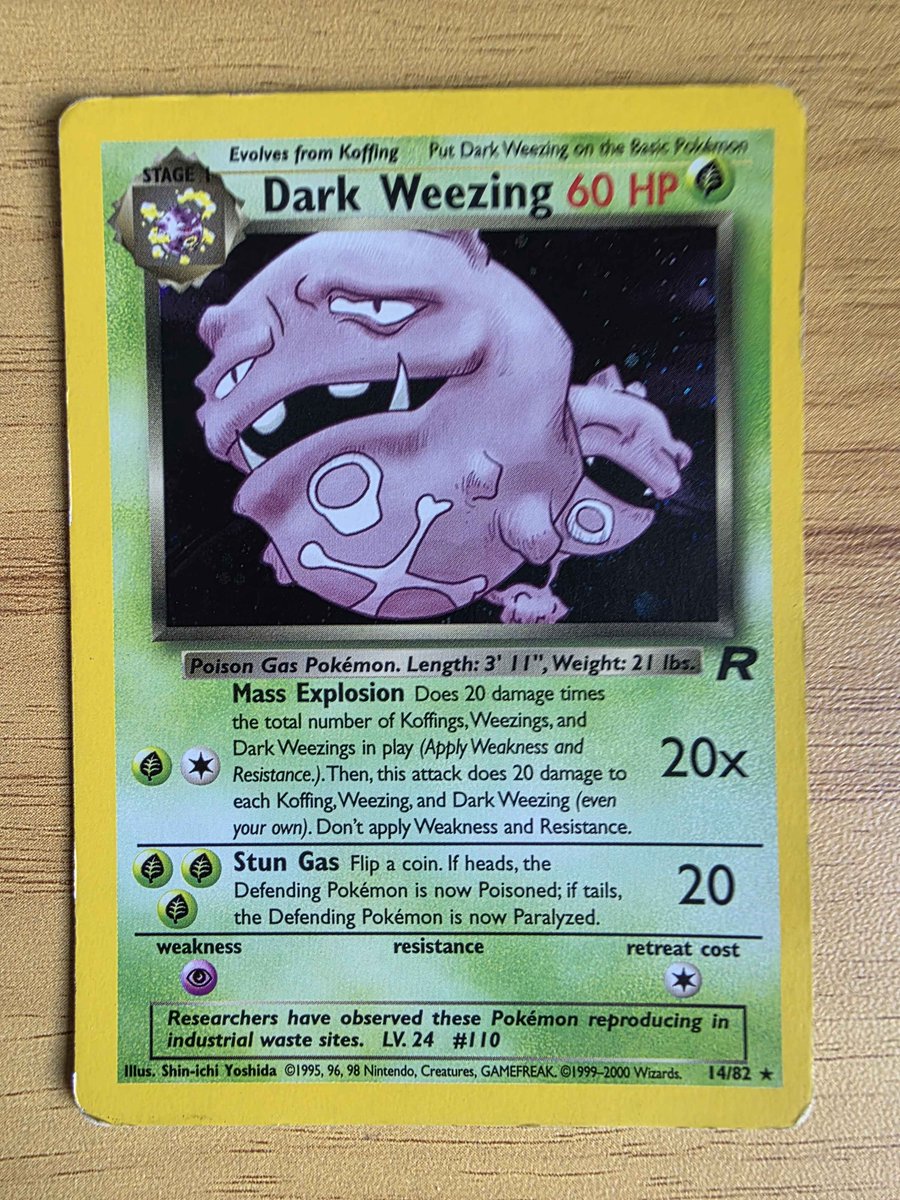 Evolves from Koffing Put Dark Weezing on the Basic Pokémon
STAGE 1
Dark Weezing 60 HP
Poison Gas Pokémon. Length: 3' 11", Weight: 21 lbs.
R
Mass Explosion Does 20 damage times
the total number of Koffings, Weezings, and
Dark Weezings in play (Apply Weakness and
Resistance.). Then, this attack does 20 damage to
each Koffing, Weezing, and Dark Weezing (even
your own). Don't apply Weakness and Resistance.
20x
Stun Gas Flip a coin. If heads, the
Defending Pokémon is now Poisoned; if tails,
the Defending Pokémon is now Paralyzed.
20
weakness resistance retreat cost
Researchers have observed these Pokémon reproducing in
industrial waste sites. LV. 24 #110
Illus. Shin-ichi Yoshida ©1995, 96, 98 Nintendo, Creatures, GAMEFREAK. ©1999–2000 Wizards. 14/82 ★